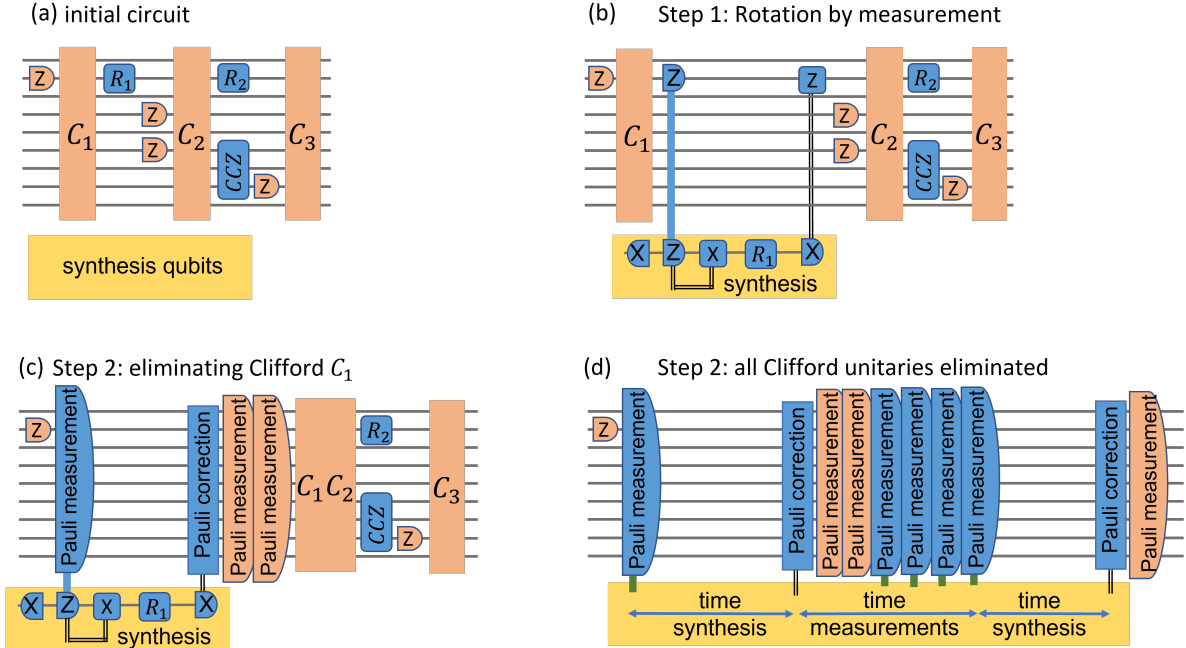 (a) initial circuit
Z
C₁
R₁
Z
Z
C₂
R₂
CCZ
Z
C₃
synthesis qubits
(b) Step 1: Rotation by measurement
Z
C₁
Z
Z
Z
Z
C₂
R₂
CCZ
Z
C₃
X
Z
X
R₁
X
synthesis
(c) Step 2: eliminating Clifford C₁
Z
Pauli measurement
Pauli correction
Pauli measurement
Pauli measurement
C₁C₂
R₂
CCZ
Z
C₃
X
Z
X
R₁
X
synthesis
(d) Step 2: all Clifford unitaries eliminated
Z
Pauli measurement
Pauli correction
Pauli measurement
Pauli measurement
Pauli measurement
Pauli measurement
Pauli measurement
Pauli measurement
Pauli correction
Pauli measurement
time
synthesis
time
measurements
time
synthesis